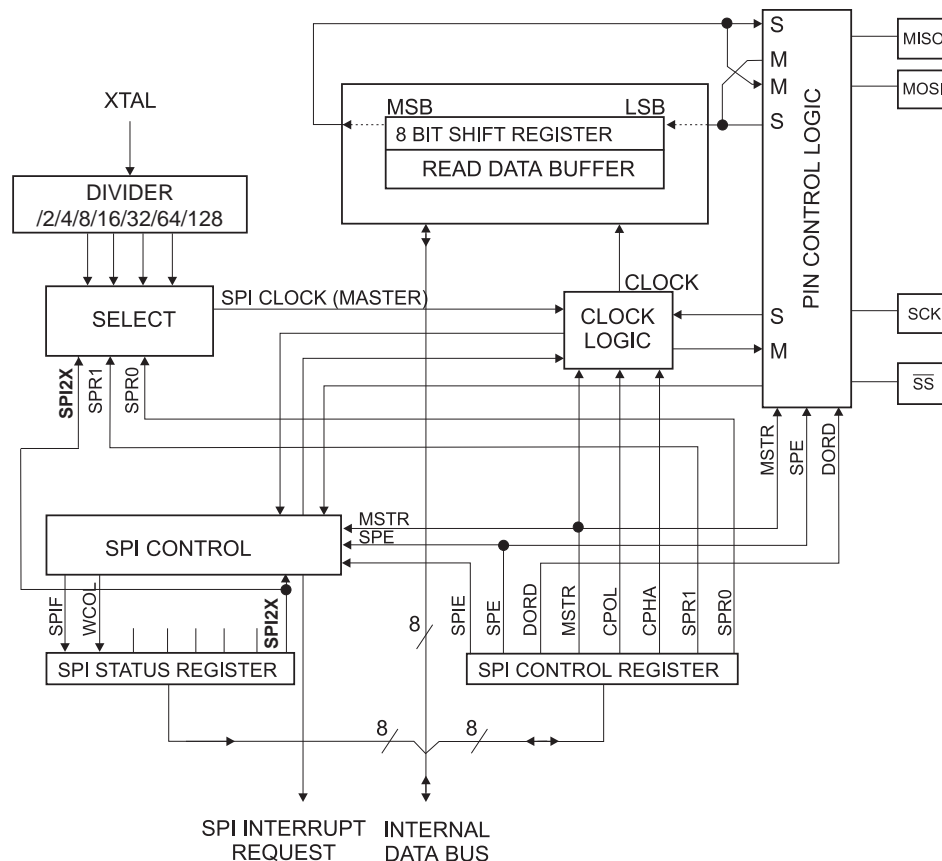 S
MISO
M
MOSI
XTAL
MSB
LSB
M
8 BIT SHIFT REGISTER
S
READ DATA BUFFER
DIVIDER
/2/4/8/16/32/64/128
PIN CONTROL LOGIC
CLOCK
SPI CLOCK (MASTER)
SELECT
CLOCK
LOGIC
S
SCK
M
SPI2X
SPR1
SPR0
SS
MSTR
SPE
DORD
MSTR
SPE
SPI CONTROL
SPIF
WCOL
SPI2X
8
SPIE
SPE
DORD
MSTR
CPOL
CPHA
SPR1
SPR0
SPI STATUS REGISTER
SPI CONTROL REGISTER
8
8
SPI INTERRUPT
REQUEST
INTERNAL
DATA BUS